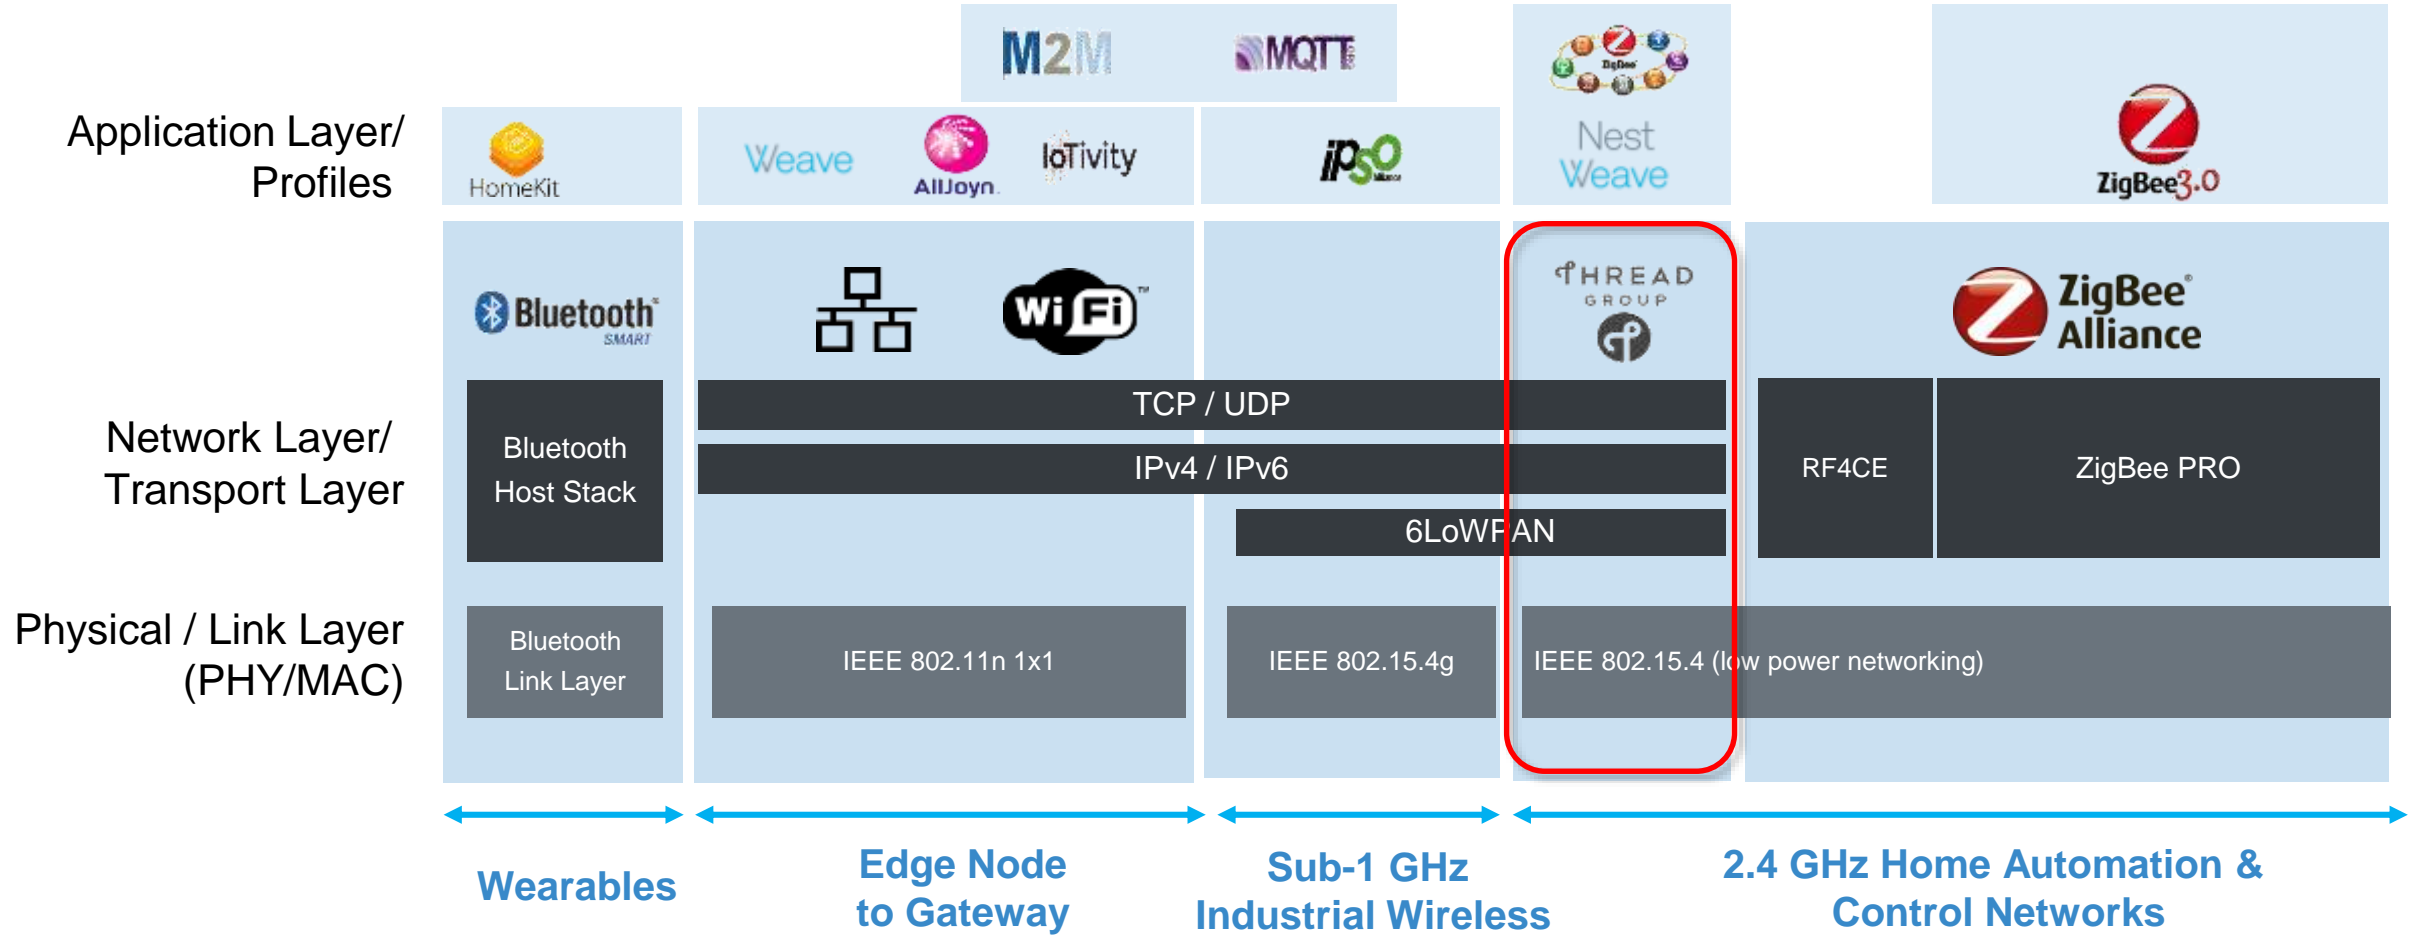 M2M
MQTT
ZigBee
Application Layer/
Profiles
HomeKit
Weave
AllJoyn.
IoTivity
iPSO
Alliance
Nest
Weave
ZigBee3.0
Bluetooth
SMART
Wi Fi ™
THREAD
GROUP
ZigBee®
Alliance
Network Layer/
Transport Layer
Bluetooth
Host Stack
TCP / UDP
IPv4 / IPv6
6LoWPAN
RF4CE
ZigBee PRO
Physical / Link Layer
(PHY/MAC)
Bluetooth
Link Layer
IEEE 802.11n 1x1
IEEE 802.15.4g
IEEE 802.15.4 (low power networking)
Wearables
Edge Node
to Gateway
Sub-1 GHz
Industrial Wireless
2.4 GHz Home Automation &
Control Networks